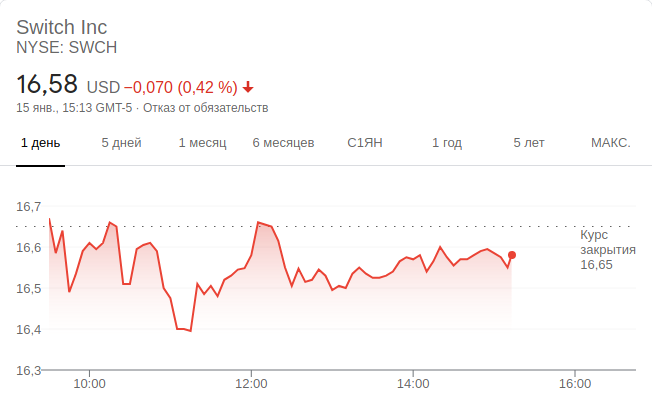 Switch Inc
NYSE: SWCH
16,58 USD −0,070 (0,42 %)
15 янв., 15:13 GMT-5 · Отказ от обязательств
1 день 5 дней 1 месяц 6 месяцев С1ЯН 1 год 5 лет МАКС.
16,7
16,6
16,5
16,4
16,3
Курс
закрытия
16,65
10:00 12:00 14:00 16:00